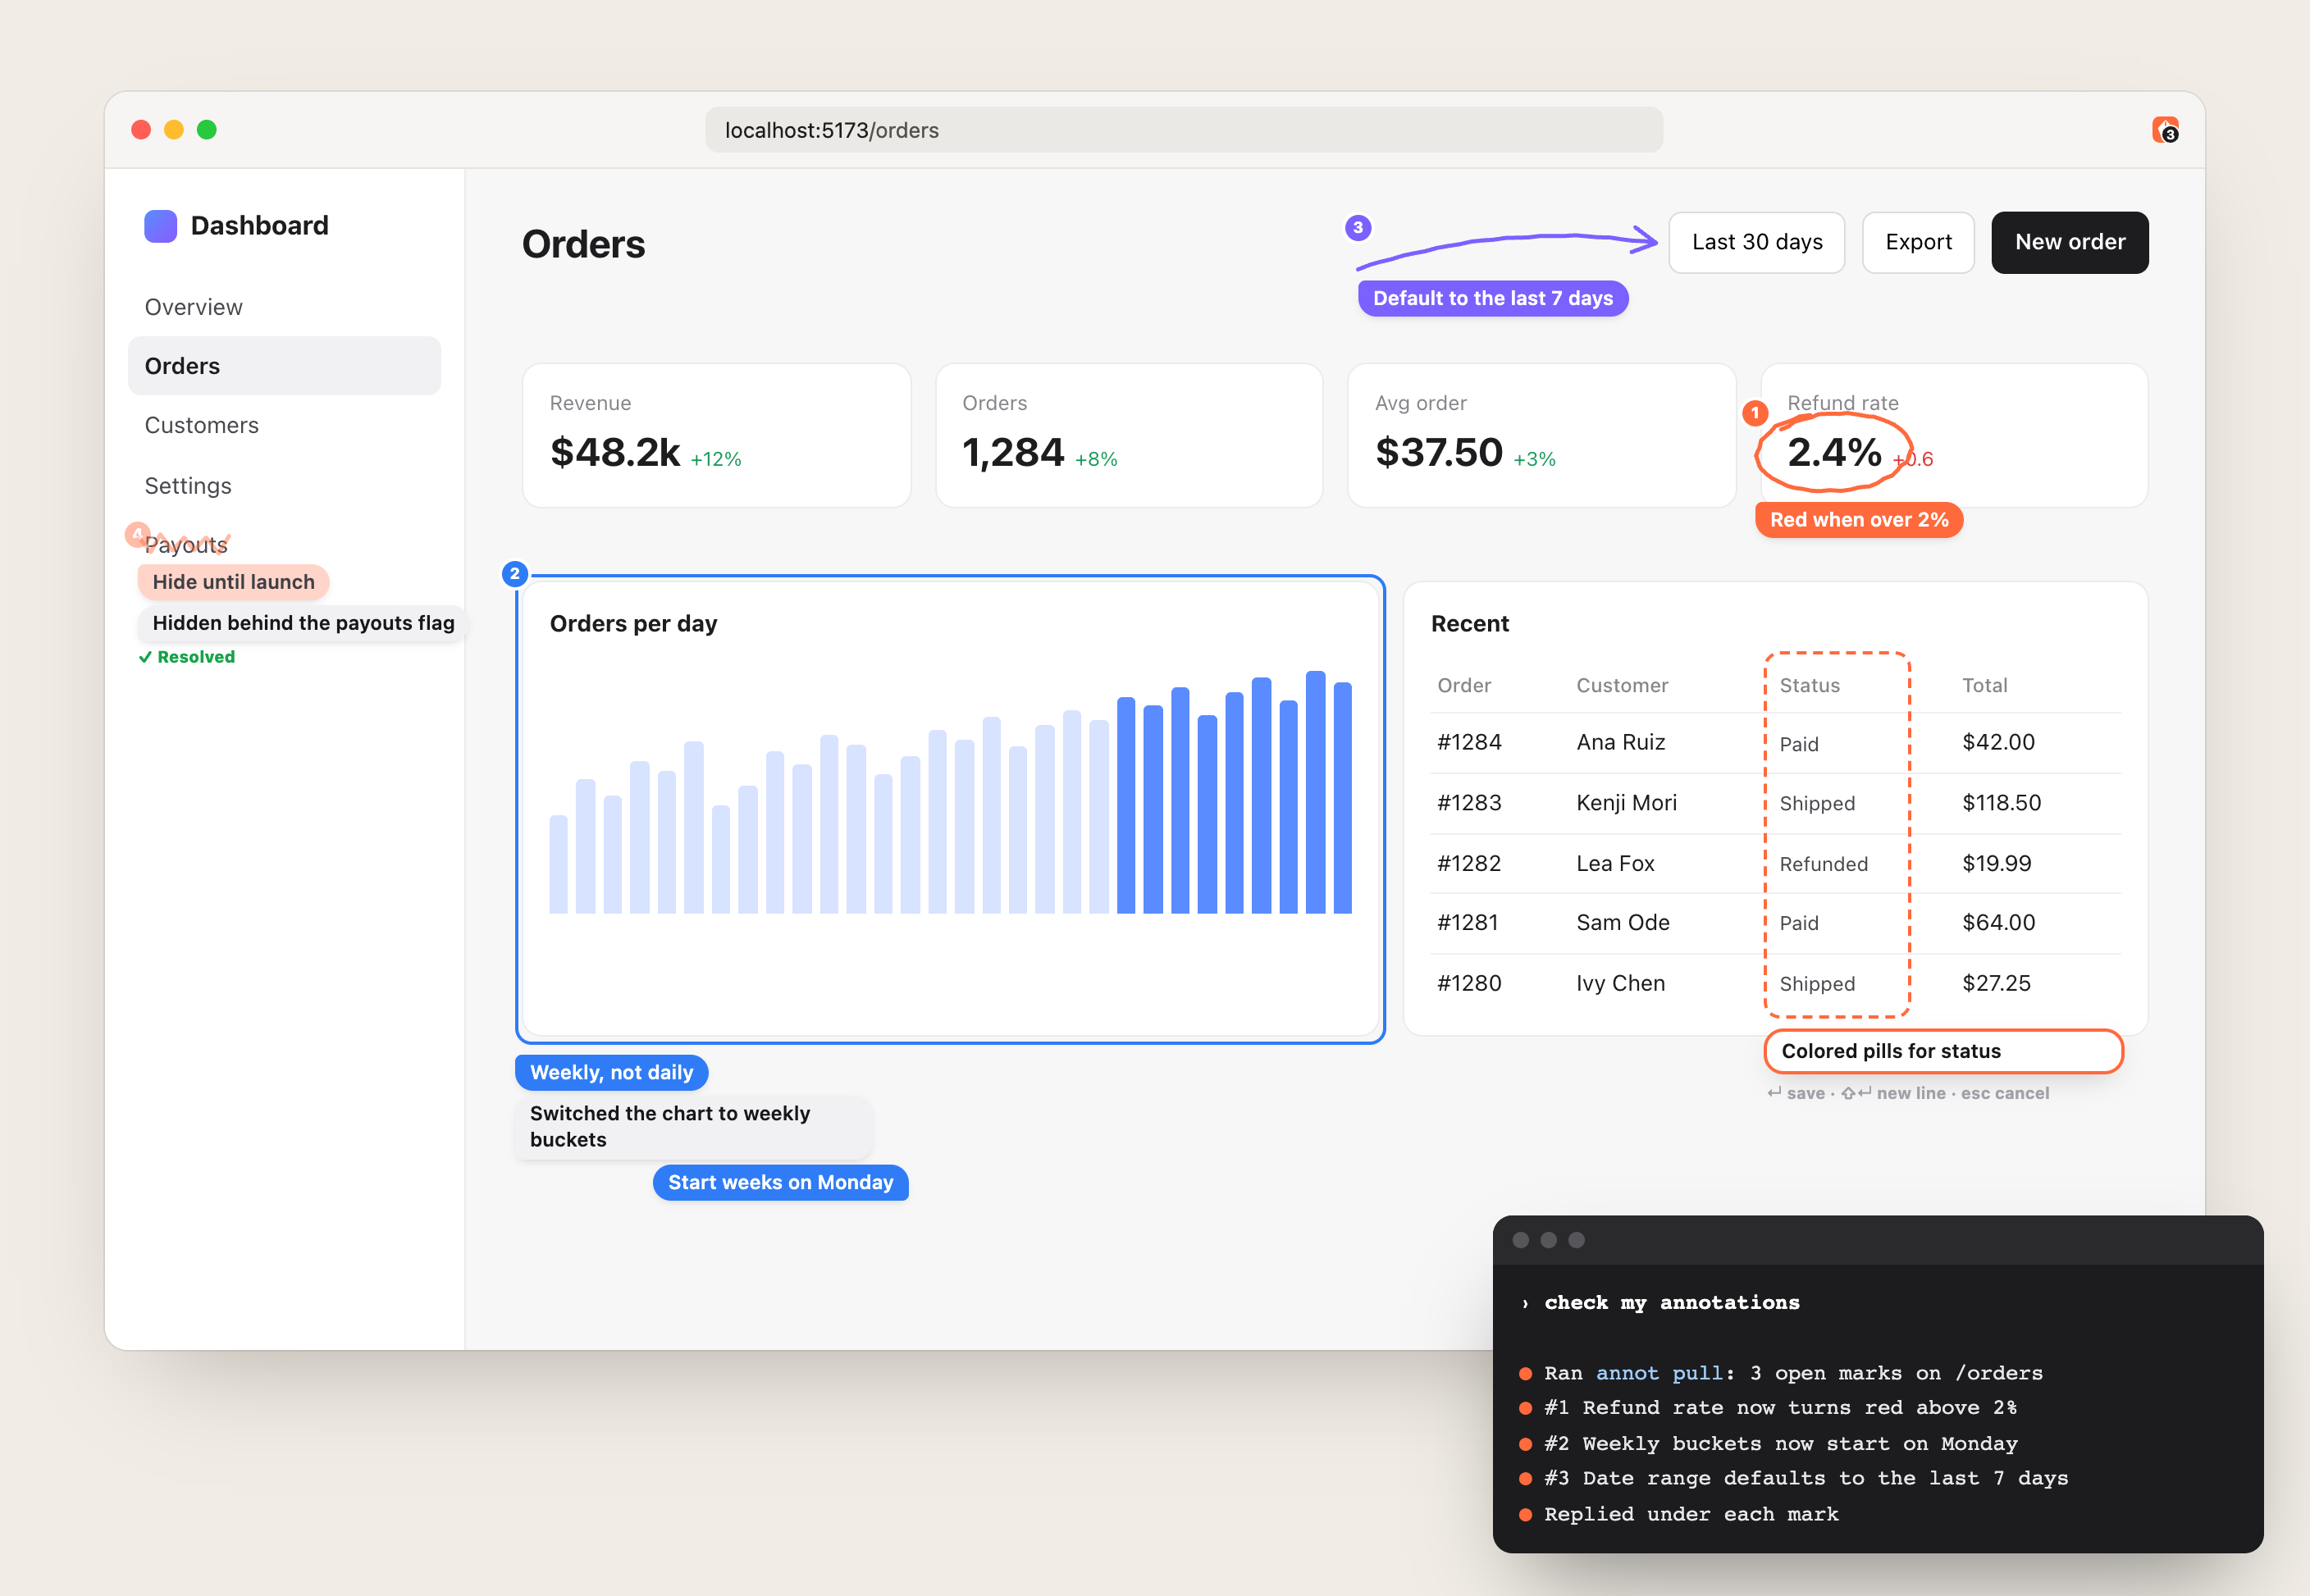 localhost:5173/orders
3
Dashboard
Overview
Orders
Customers
Settings
4
Payouts
Hide until launch
Hidden behind the payouts flag
✓ Resolved
Orders
3
Default to the last 7 days
Last 30 days
Export
New order
Revenue
$48.2k +12%
Orders
1,284 +8%
Avg order
$37.50 +3%
1
Refund rate
2.4% +0.6
Red when over 2%
2
Orders per day
Weekly, not daily
Switched the chart to weekly
buckets
Start weeks on Monday
Recent
Order Customer Status Total
#1284 Ana Ruiz Paid $42.00
#1283 Kenji Mori Shipped $118.50
#1282 Lea Fox Refunded $19.99
#1281 Sam Ode Paid $64.00
#1280 Ivy Chen Shipped $27.25
Colored pills for status
↵ save · ⇧↵ new line · esc cancel
› check my annotations
Ran annot pull: 3 open marks on /orders
#1 Refund rate now turns red above 2%
#2 Weekly buckets now start on Monday
#3 Date range defaults to the last 7 days
Replied under each mark